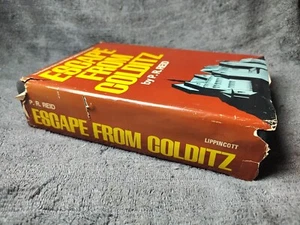 ESCAPE
FROM
COLDITZ
by P.R. REID
P. R. REID
ESCAPE FROM COLDITZ
LIPPINCOTT